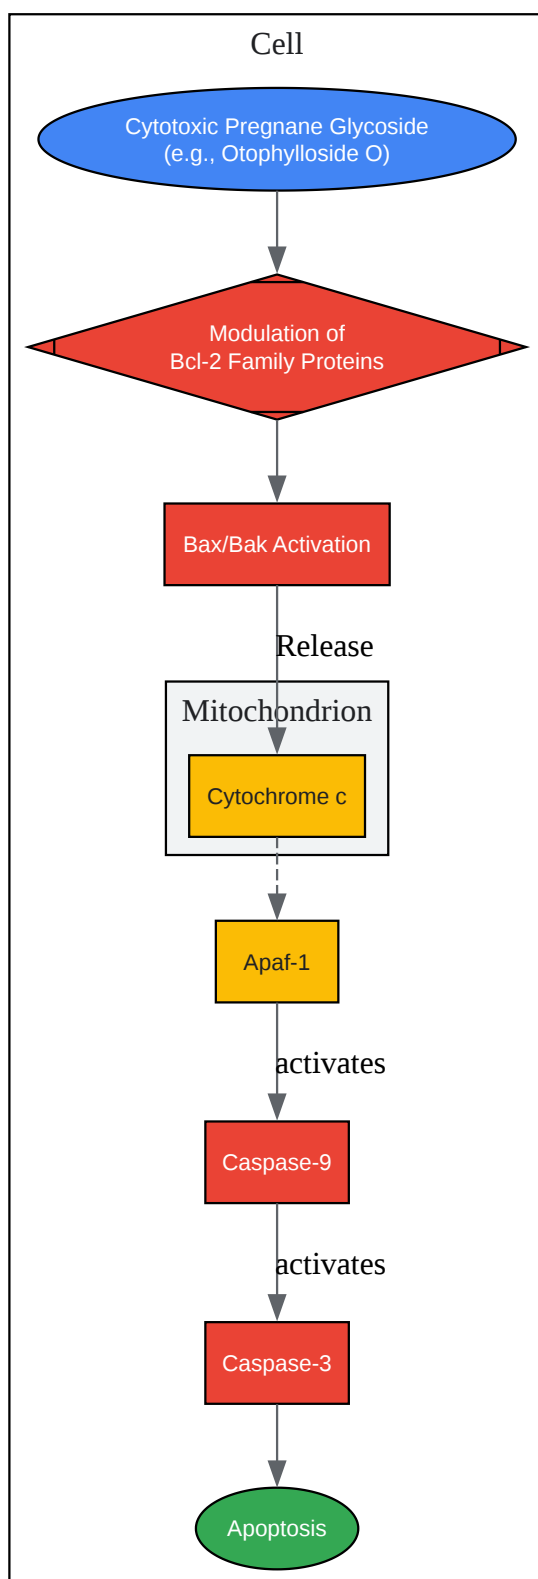 Cell
Cytotoxic Pregnane Glycoside
(e.g., Otophylloside O)
Modulation of
Bcl-2 Family Proteins
Bax/Bak Activation
Release
Mitochondrion
Cytochrome c
Apaf-1
activates
Caspase-9
activates
Caspase-3
Apoptosis